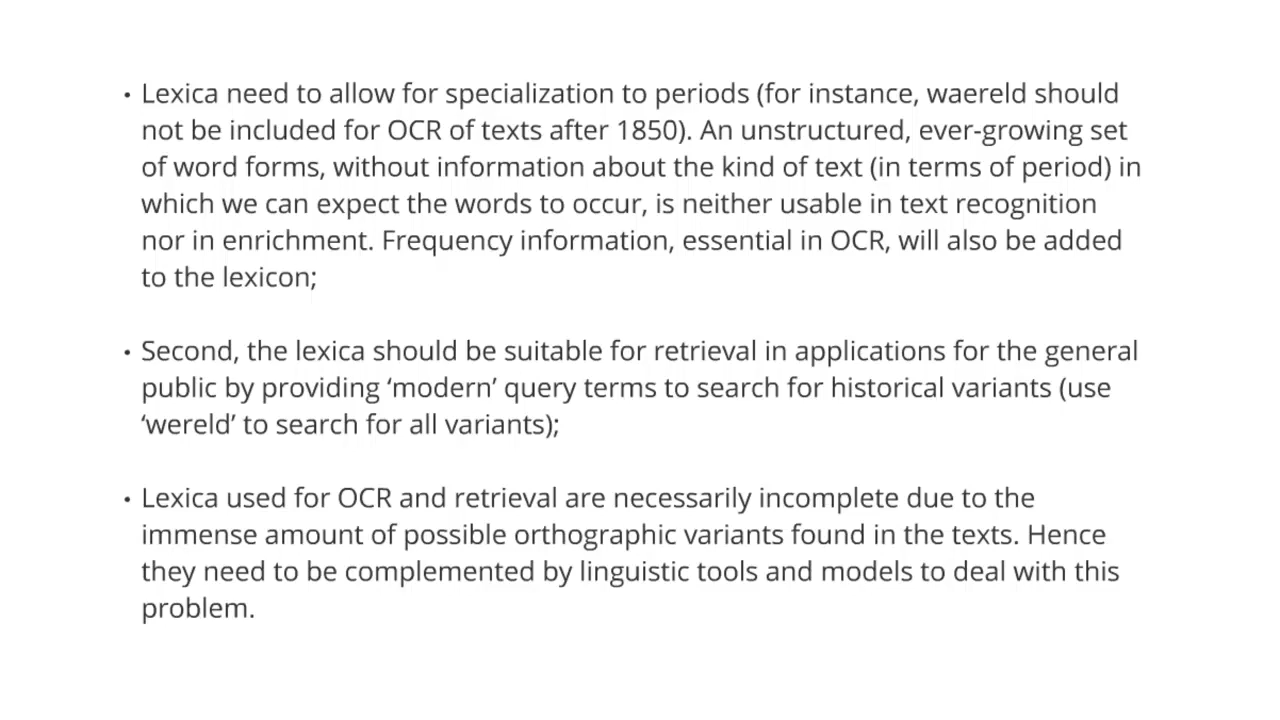 • Lexica need to allow for specialization to periods (for instance, waereld should
not be included for OCR of texts after 1850). An unstructured, ever-growing set
of word forms, without information about the kind of text (in terms of period) in
which we can expect the words to occur, is neither usable in text recognition
nor in enrichment. Frequency information, essential in OCR, will also be added
to the lexicon;
• Second, the lexica should be suitable for retrieval in applications for the general
public by providing ‘modern’ query terms to search for historical variants (use
‘wereld’ to search for all variants);
• Lexica used for OCR and retrieval are necessarily incomplete due to the
immense amount of possible orthographic variants found in the texts. Hence
they need to be complemented by linguistic tools and models to deal with this
problem.